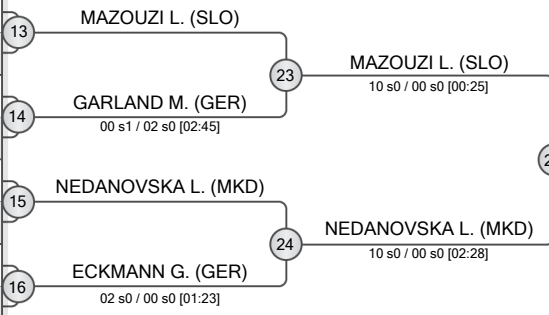 13
MAZOUZI L. (SLO)
23
MAZOUZI L. (SLO)
10 s0 / 00 s0 [00:25]
14
GARLAND M. (GER)
00 s1 / 02 s0 [02:45]
15
NEDANOVSKA L. (MKD)
24
NEDANOVSKA L. (MKD)
10 s0 / 00 s0 [02:28]
16
ECKMANN G. (GER)
02 s0 / 00 s0 [01:23]